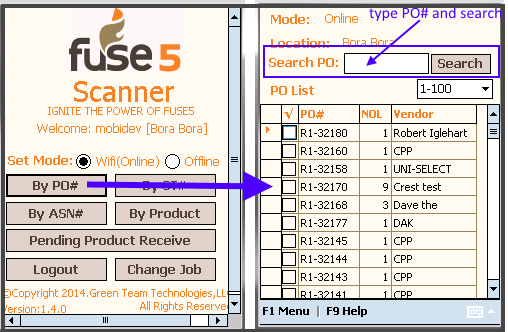 fuse 5
Scanner
IGNITE THE POWER OF FUSE5
Welcome: mobidev [Bora Bora]
Set Mode: Wifi(Online) Offline
By PO# By ST#
By ASN# By Product
Pending Product Receive
Logout Change Job
©Copyright 2014.Green Team Technologies,LL
Version:1.4.0 All Rights Reserve
type PO# and search
Mode: Online
Location: Bora Bora
Search PO: Search
PO List 1-100
√ PO# NOL Vendor
R1-32180 1 Robert Iglehart
R1-32160 1 CPP
R1-32158 1 UNI-SELECT
R1-32170 9 Crest test
R1-32168 3 Dave the
R1-32177 1 DAK
R1-32145 1 CPP
R1-32144 1 CPP
R1-32143 1 CPP
R1-32141 1 CPP
F1 Menu | F9 Help